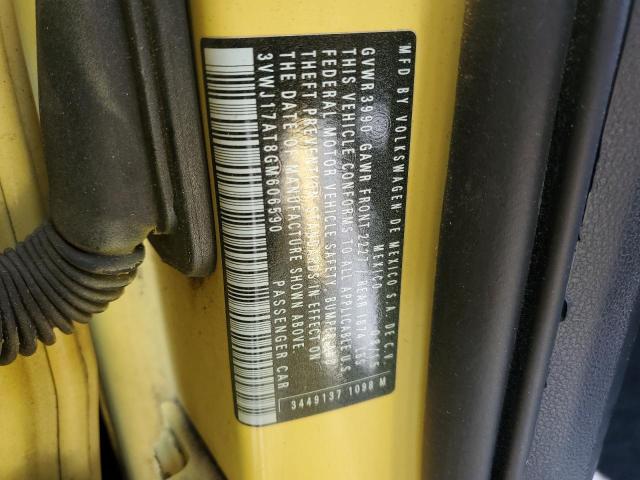 MFD BY VOLKSWAGEN DE MEXICO S.A. DE C.V.
MEXICO
GVWR 3990 GAWR FRONT 2227 / REAR LBS
THIS VEHICLE CONFORMS TO ALL APPLICABLE U.S.
FEDERAL MOTOR VEHICLE SAFETY, BUMPER AND
THEFT PREVENTION STANDARDS IN EFFECT ON
THE DATE OF MANUFACTURE SHOWN ABOVE.
3VWJ17AT8GM606590 PASSENGER CAR
3449137 1098 M